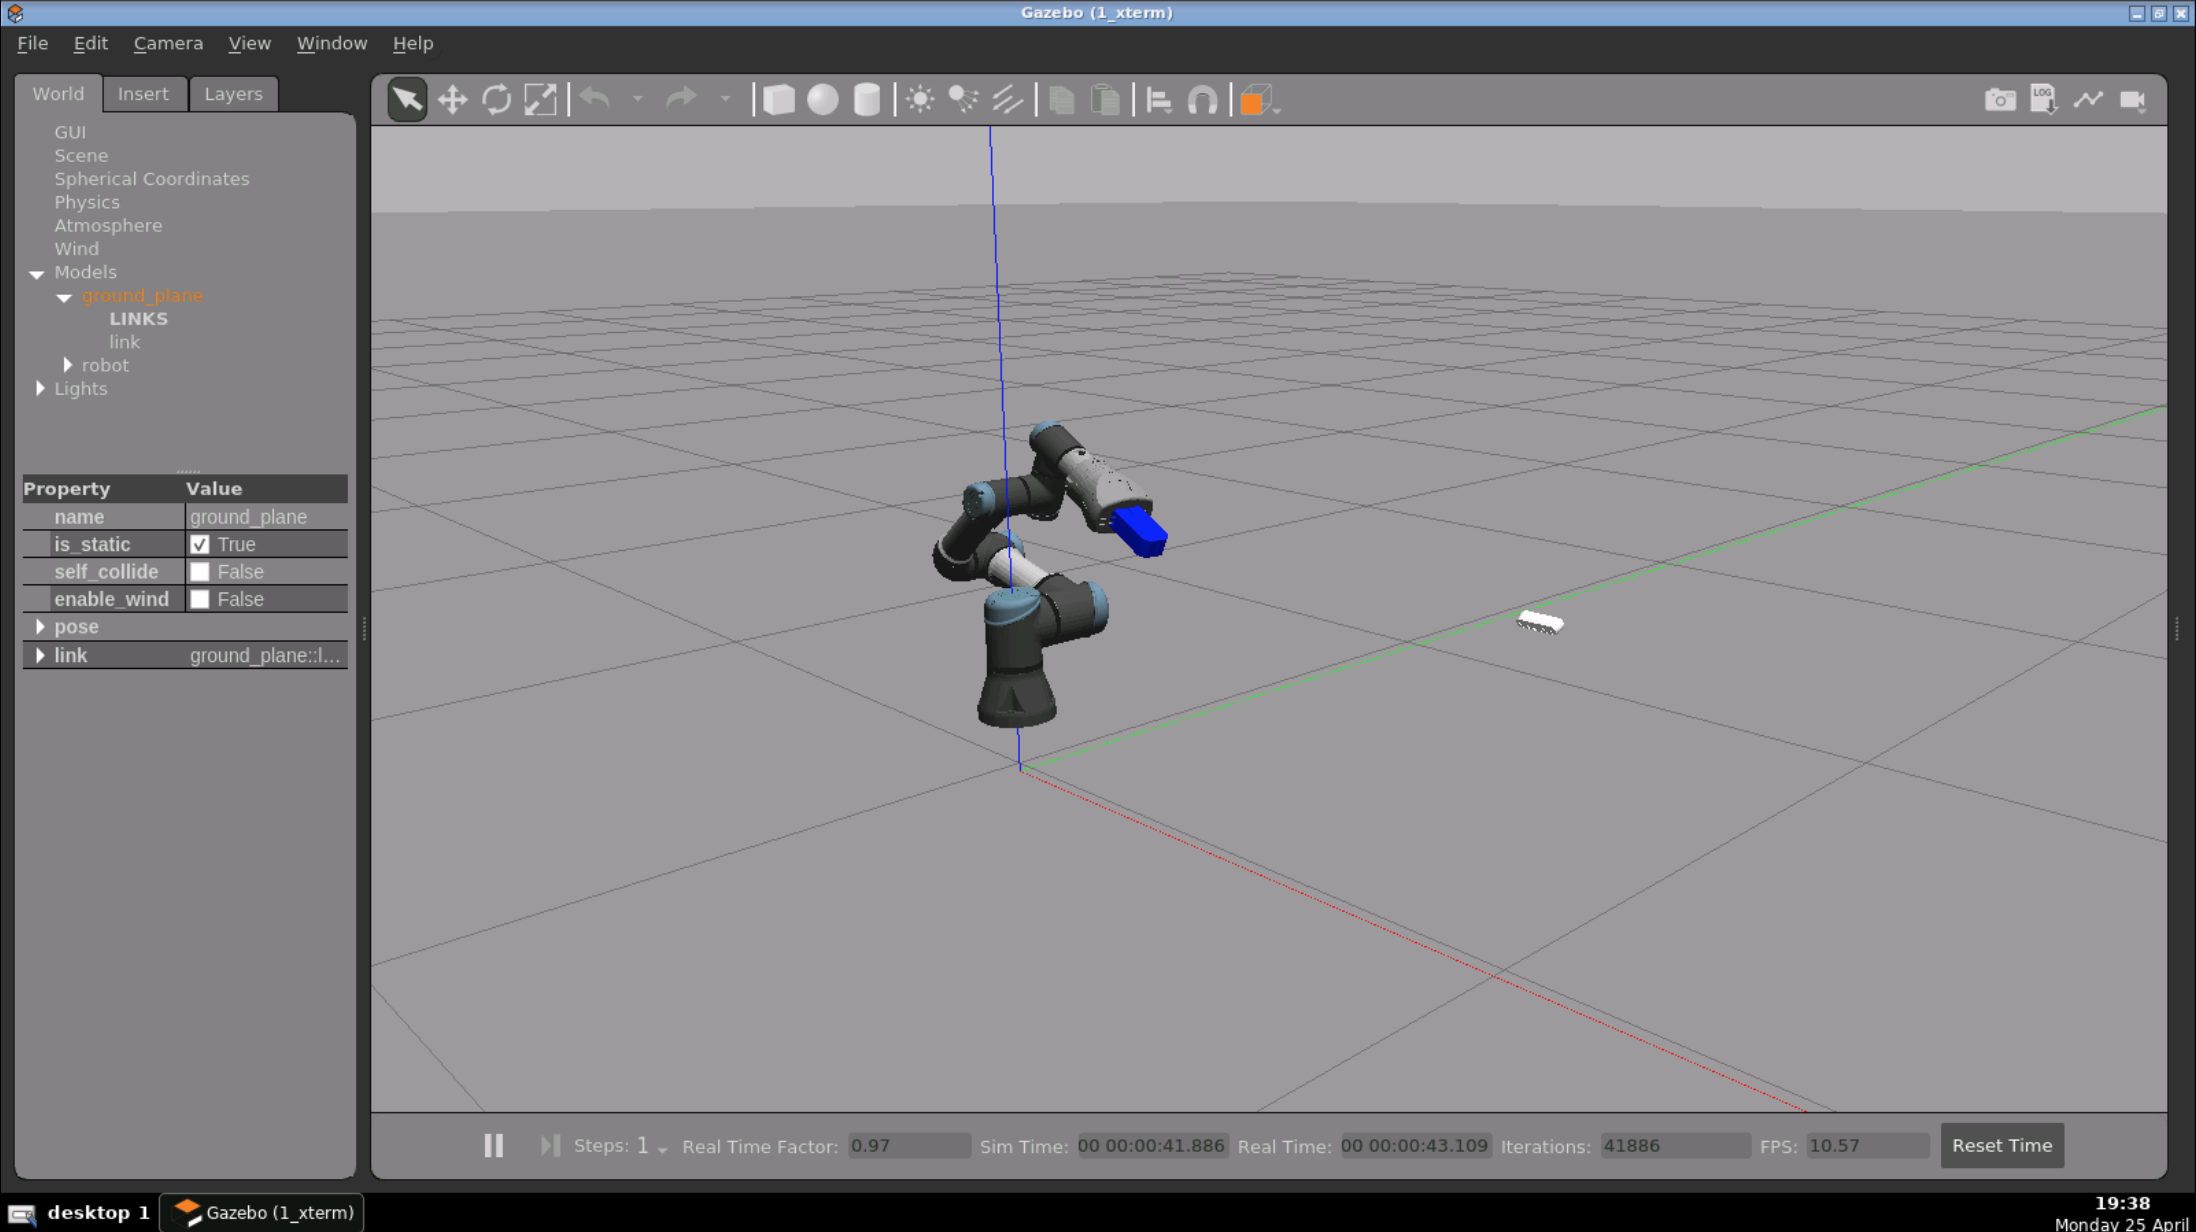 Gazebo (1_xterm)
File Edit Camera View Window Help
World Insert Layers
LOG
GUI
Scene
Spherical Coordinates
Physics
Atmosphere
Wind
Models
ground_plane
LINKS
link
robot
Lights
Property Value
name ground_plane
is_static True
self_collide False
enable_wind False
pose
link ground_plane::l...
Steps: 1 Real Time Factor: 0.97 Sim Time: 00 00:00:41.886 Real Time: 00 00:00:43.109 Iterations: 41886 FPS: 10.57 Reset Time
desktop 1 Gazebo (1_xterm)
19:38
Monday 25 April